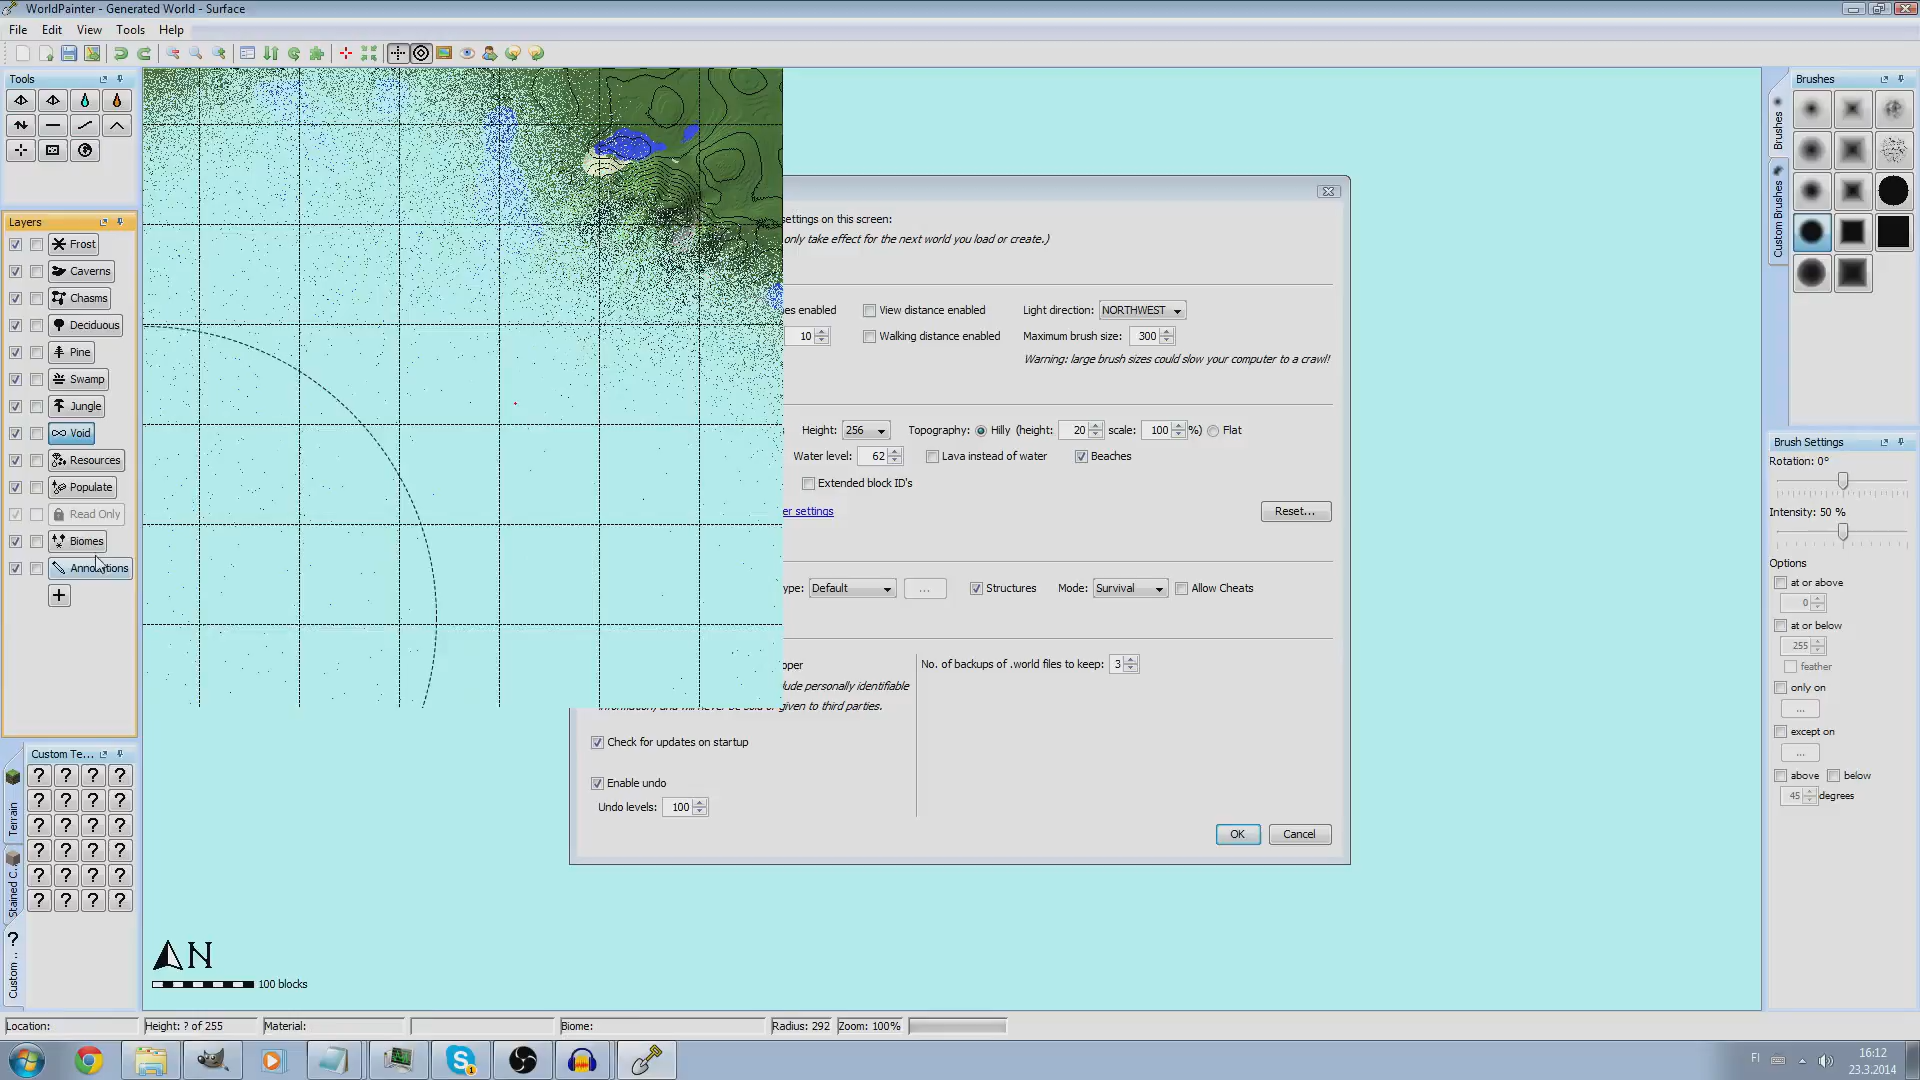 WorldPainter - Generated World - Surface
File Edit View Tools Help
Tools
Layers
Frost
Caverns
Chasms
Deciduous
Pine
Swamp
Jungle
Void
Resources
Populate
Read Only
Biomes
Annotations
Custom Te...
? ? ? ?
? ? ? ?
? ? ? ?
? ? ? ?
? ? ? ?
? ? ? ?
Terrain
Stained C...
?
Custom ...
ettings on this screen:
only take effect for the next world you load or create.)
es enabled
View distance enabled
Light direction: NORTHWEST
10
Walking distance enabled
Maximum brush size: 300
Warning: large brush sizes could slow your computer to a crawl!
Height: 256 Topography: Hilly (height: 20 scale: 100 %) Flat
Water level: 62 Lava instead of water Beaches
Extended block ID's
er settings
Reset...
ype: Default ... Structures Mode: Survival Allow Cheats
pper
No. of backups of .world files to keep: 3
ude personally identifiable
given to third parties.
Check for updates on startup
Enable undo
Undo levels: 100
OK Cancel
N
100 blocks
Brushes
Brushes
Custom Brushes
Brush Settings
Rotation: 0°
Intensity: 50 %
Options
at or above
0
at or below
255
feather
only on
...
except on
...
above below
45 degrees
Location: Height: ? of 255 Material: Biome: Radius: 292 Zoom: 100%
FI
16:12
23.3.2014